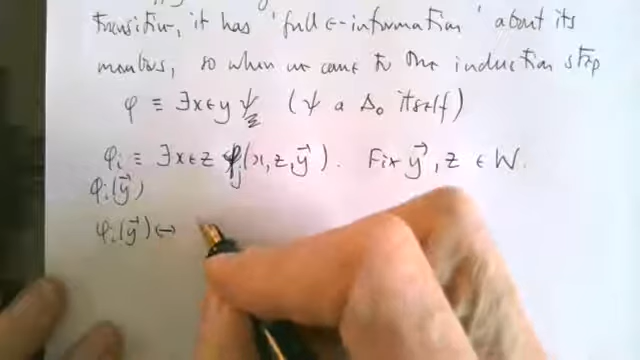 transitive, it has 'full ∈-information' about its
members, so when we come to the induction step
φ ≡ ∃x∈y ψ (ψ a Δ₀ itself)
φᵢ ≡ ∃x∈z φⱼ(x, z, y⃗). Fix y⃗, z ∈ W.
φᵢ(y⃗)
φᵢ(y⃗) ↔